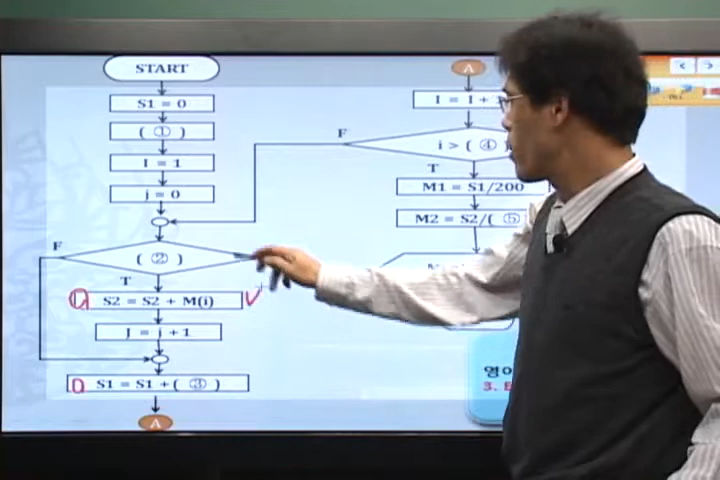 START
S1 = 0
( ① )
I = 1
j = 0
F
( ② )
T
S2 = S2 + M(i)
J = j + 1
S1 = S1 + ( ③ )
A
A
F
i > ( ④ )
T
M1 = S1/200
M2 = S2/( ⑤
영어
3.